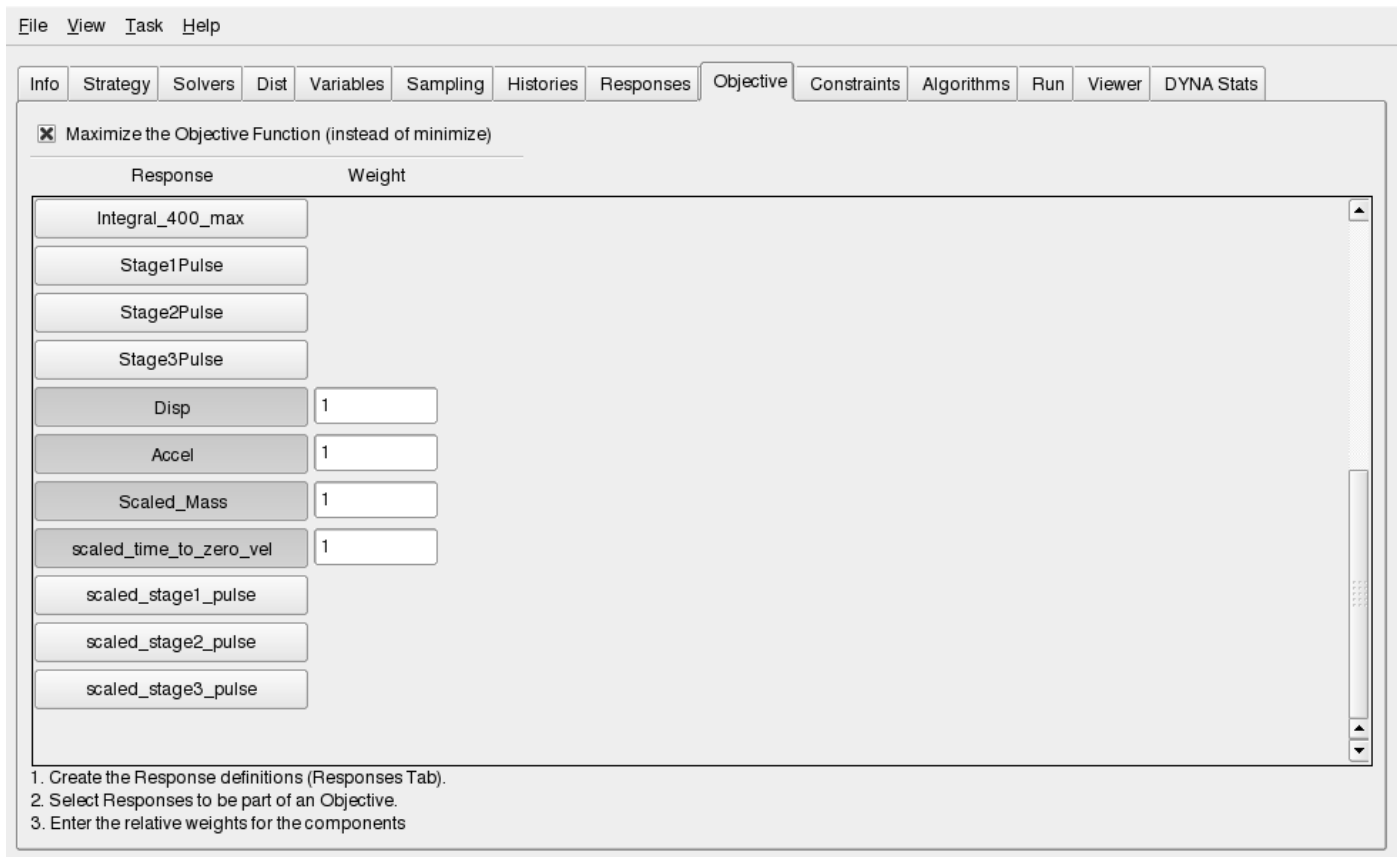 File View Task Help
Info Strategy Solvers Dist Variables Sampling Histories Responses Objective Constraints Algorithms Run Viewer DYNA Stats
Maximize the Objective Function (instead of minimize)
Response Weight
Integral_400_max
Stage1Pulse
Stage2Pulse
Stage3Pulse
Disp 1
Accel 1
Scaled_Mass 1
scaled_time_to_zero_vel 1
scaled_stage1_pulse
scaled_stage2_pulse
scaled_stage3_pulse
1. Create the Response definitions (Responses Tab).
2. Select Responses to be part of an Objective.
3. Enter the relative weights for the components